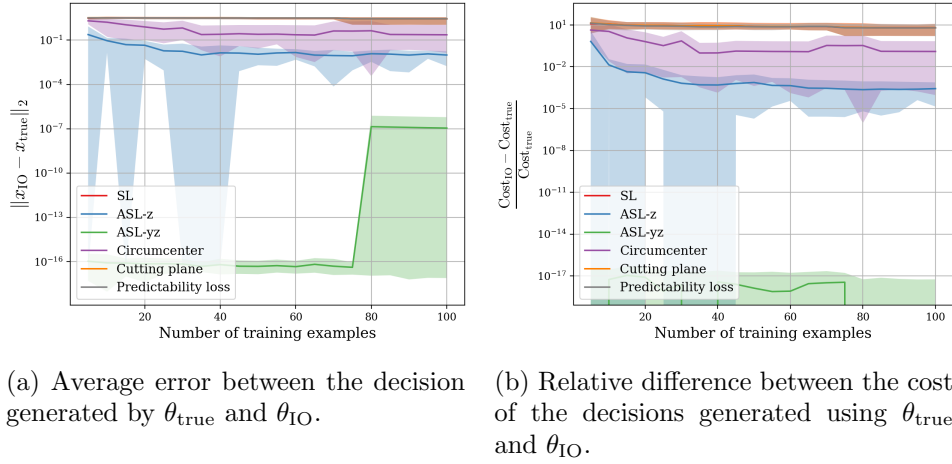 10⁻¹
10⁻⁴
10⁻⁷
10⁻¹⁰
10⁻¹³
10⁻¹⁶
||x_IO − x_true||₂
SL
ASL-z
ASL-yz
Circumcenter
Cutting plane
Predictability loss
20
40
60
80
100
Number of training examples
10¹
10⁻²
10⁻⁵
10⁻⁸
10⁻¹¹
10⁻¹⁴
10⁻¹⁷
Cost_IO − Cost_true
Cost_true
SL
ASL-z
ASL-yz
Circumcenter
Cutting plane
Predictability loss
20
40
60
80
100
Number of training examples
(a) Average error between the decision
generated by θ_true and θ_IO.
(b) Relative difference between the cost
of the decisions generated using θ_true
and θ_IO.